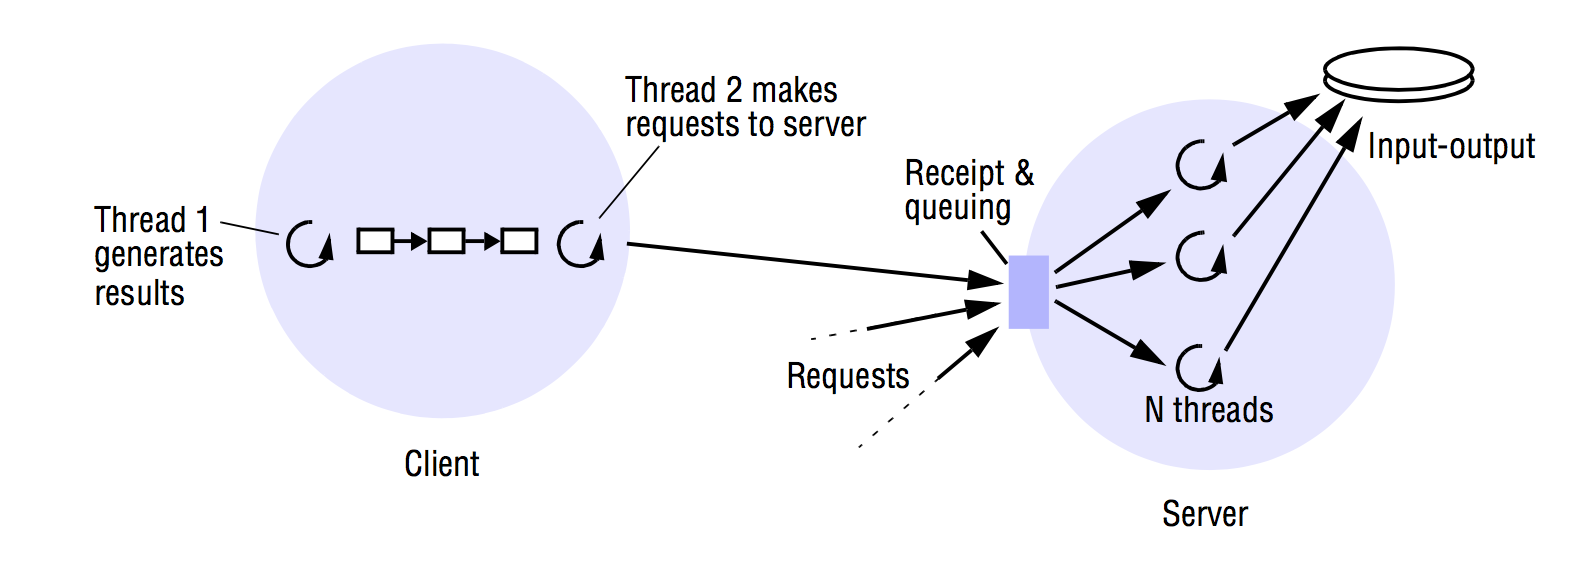 Thread 1
generates
results
Thread 2 makes
requests to server
Client
Receipt &
queuing
Requests
Input-output
N threads
Server